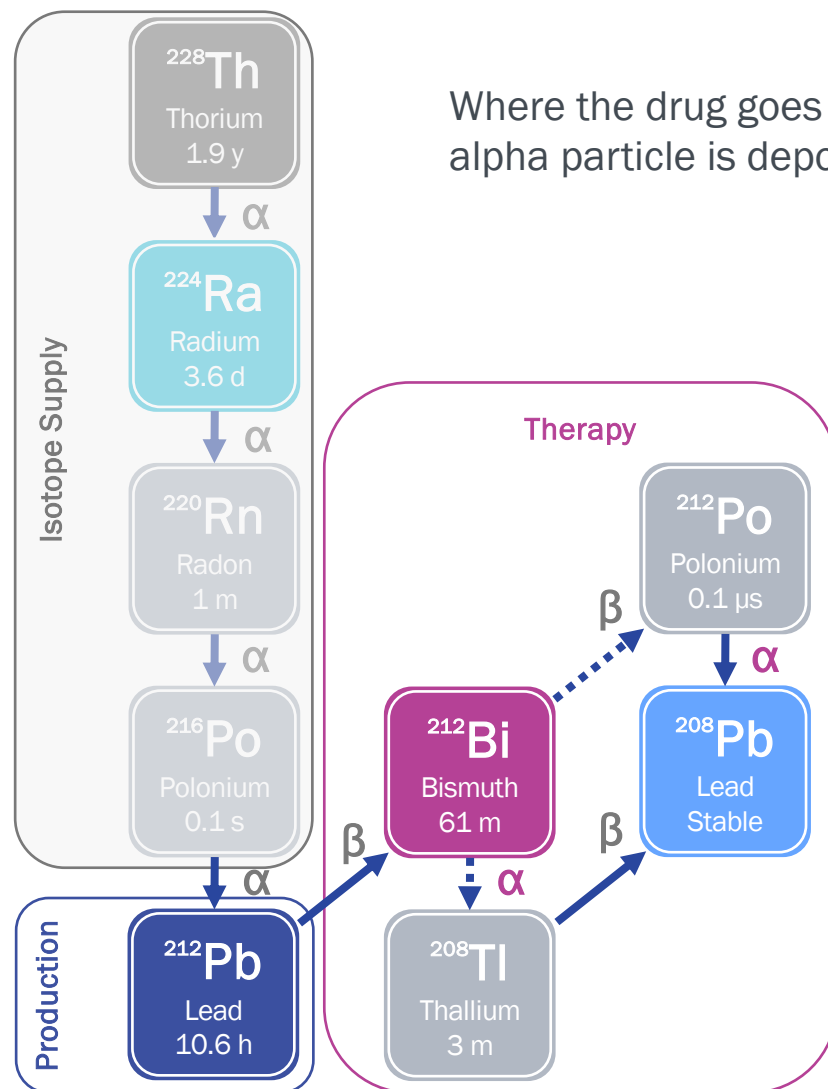 228Th
Thorium
1.9 y
Where the drug goes
alpha particle is depo
α
224Ra
Radium
3.6 d
Isotope Supply
α
220Rn
Radon
1 m
α
216Po
Polonium
0.1 s
α
Production
212Pb
Lead
10.6 h
Therapy
β
212Bi
Bismuth
61 m
α
208Tl
Thallium
3 m
β
212Po
Polonium
0.1 µs
α
β
208Pb
Lead
Stable